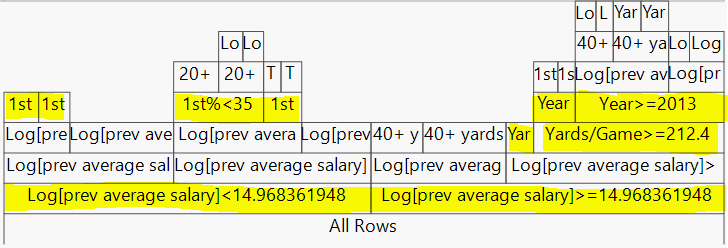 Lo L Yar Yar
Lo Lo 40+ 40+ ya Lo Log
20+ 20+ T T 1st 1s Log[prev av Log[pr
1st 1st 1st%<35 1st Year Year>=2013
Log[pre Log[prev ave Log[prev avera Log[prev 40+ y 40+ yards Yar Yards/Game>=212.4
Log[prev average sal Log[prev average salary] Log[prev averag Log[prev average salary]>
Log[prev average salary]<14.968361948 Log[prev average salary]>=14.968361948
All Rows